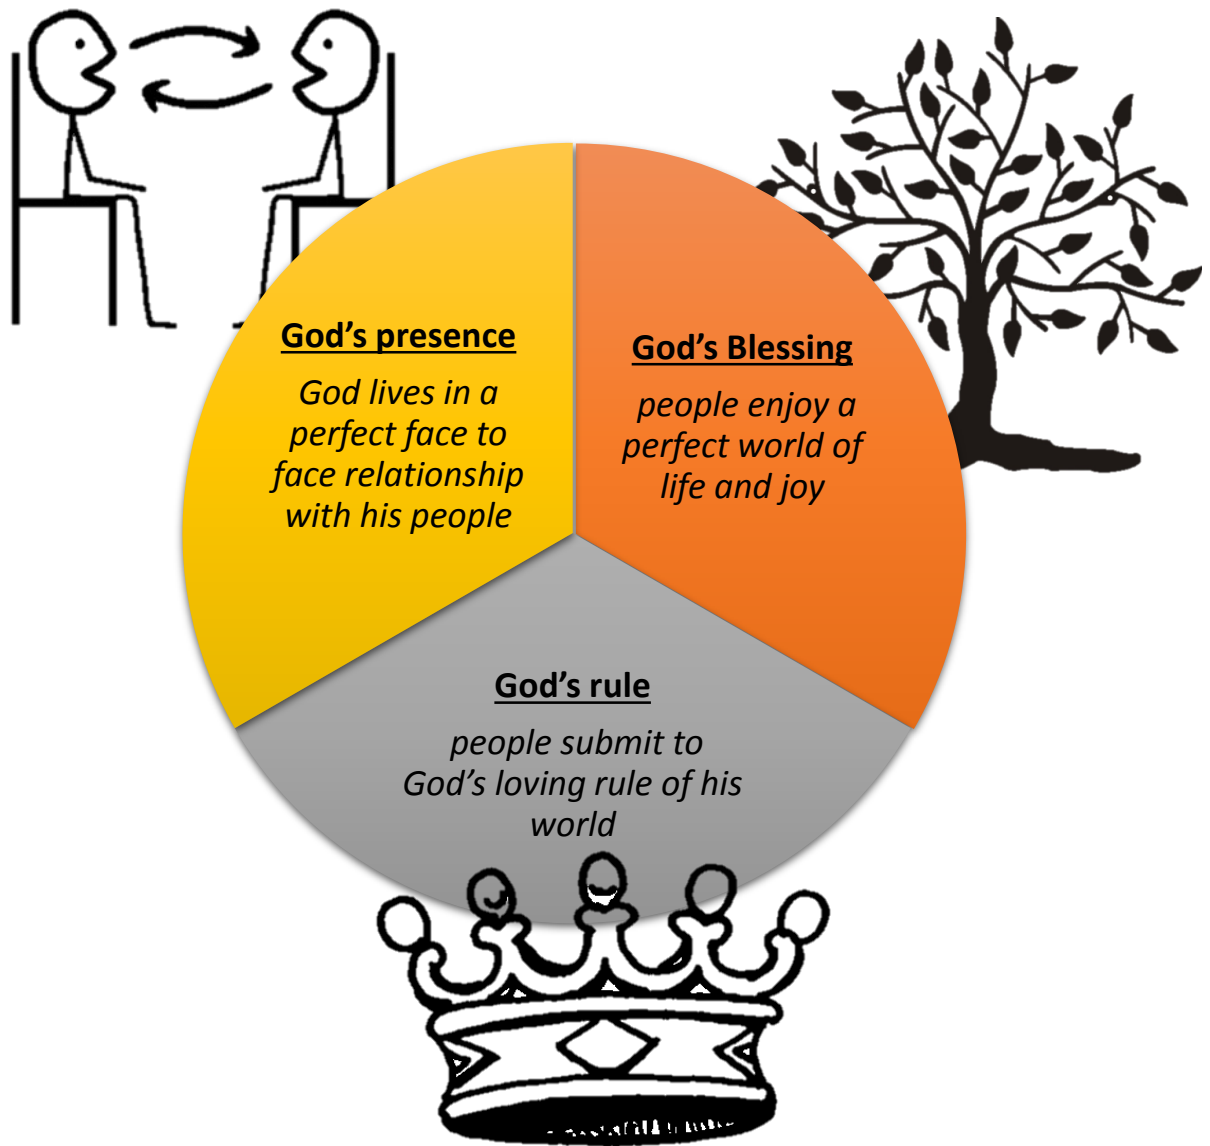 God’s presence
God lives in a
perfect face to
face relationship
with his people
God’s Blessing
people enjoy a
perfect world of
life and joy
God’s rule
people submit to
God’s loving rule of his
world